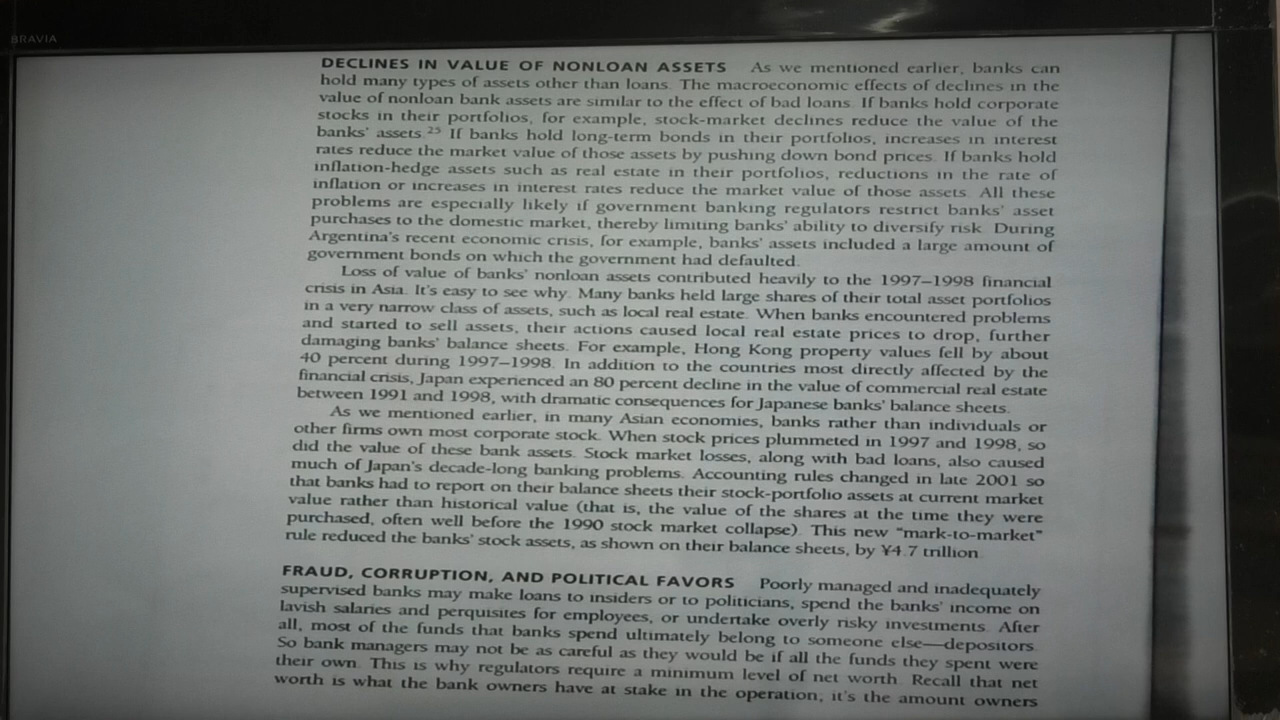 BRAVIA
DECLINES IN VALUE OF NONLOAN ASSETS As we mentioned earlier, banks can
hold many types of assets other than loans. The macroeconomic effects of declines in the
value of nonloan bank assets are similar to the effect of bad loans. If banks hold corporate
stocks in their portfolios, for example, stock-market declines reduce the value of the
banks' assets.25 If banks hold long-term bonds in their portfolios, increases in interest
rates reduce the market value of those assets by pushing down bond prices. If banks hold
inflation-hedge assets such as real estate in their portfolios, reductions in the rate of
inflation or increases in interest rates reduce the market value of those assets. All these
problems are especially likely if government banking regulators restrict banks' asset
purchases to the domestic market, thereby limiting banks' ability to diversify risk. During
Argentina's recent economic crisis, for example, banks' assets included a large amount of
government bonds on which the government had defaulted.
Loss of value of banks' nonloan assets contributed heavily to the 1997–1998 financial
crisis in Asia. It's easy to see why. Many banks held large shares of their total asset portfolios
in a very narrow class of assets, such as local real estate. When banks encountered problems
and started to sell assets, their actions caused local real estate prices to drop, further
damaging banks' balance sheets. For example, Hong Kong property values fell by about
40 percent during 1997–1998. In addition to the countries most directly affected by the
financial crisis, Japan experienced an 80 percent decline in the value of commercial real estate
between 1991 and 1998, with dramatic consequences for Japanese banks' balance sheets.
As we mentioned earlier, in many Asian economies, banks rather than individuals or
other firms own most corporate stock. When stock prices plummeted in 1997 and 1998, so
did the value of these bank assets. Stock market losses, along with bad loans, also caused
much of Japan's decade-long banking problems. Accounting rules changed in late 2001 so
that banks had to report on their balance sheets their stock-portfolio assets at current market
value rather than historical value (that is, the value of the shares at the time they were
purchased, often well before the 1990 stock market collapse). This new "mark-to-market"
rule reduced the banks' stock assets, as shown on their balance sheets, by ¥4.7 trillion.
FRAUD, CORRUPTION, AND POLITICAL FAVORS Poorly managed and inadequately
supervised banks may make loans to insiders or to politicians, spend the banks' income on
lavish salaries and perquisites for employees, or undertake overly risky investments. After
all, most of the funds that banks spend ultimately belong to someone else—depositors.
So bank managers may not be as careful as they would be if all the funds they spent were
their own. This is why regulators require a minimum level of net worth. Recall that net
worth is what the bank owners have at stake in the operation; it's the amount owners